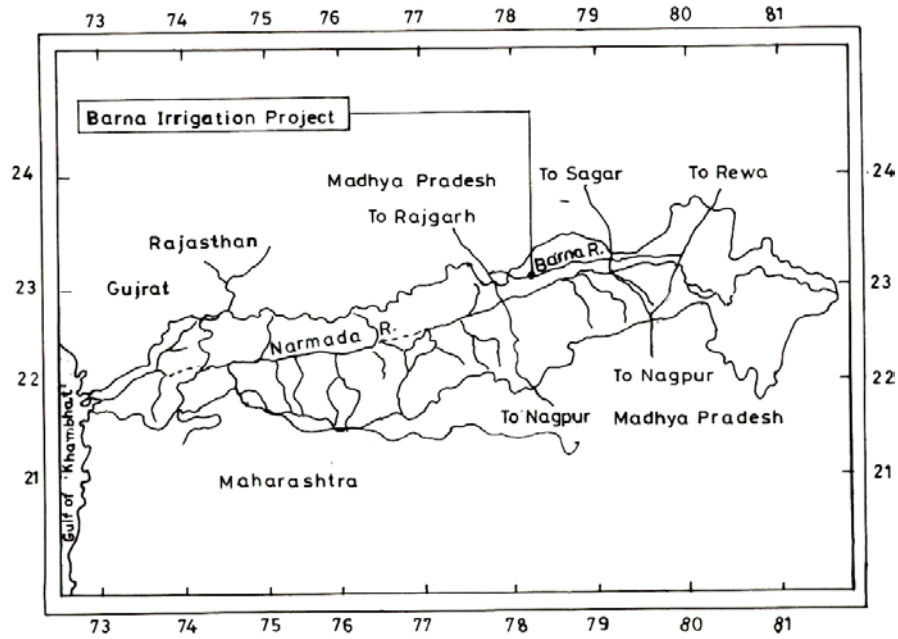 73 74 75 76 77 78 79 80 81
Barna Irrigation Project
24 24
Madhya Pradesh
To Sagar
To Rewa
To Rajgarh
Rajasthan
Barna R.
Gujrat
23 23
Narmada R.
22 22
To Nagpur
To Nagpur
Madhya Pradesh
Gulf of 'Khambhat'
21 21
Maharashtra
73 74 75 76 77 78 79 80 81